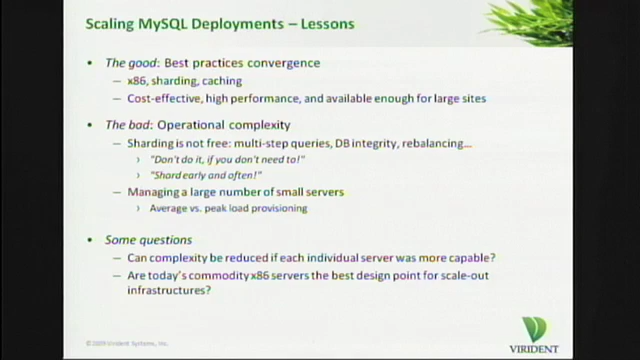 Scaling MySQL Deployments – Lessons
• The good: Best practices convergence
– x86, sharding, caching
– Cost-effective, high performance, and available enough for large sites
• The bad: Operational complexity
– Sharding is not free: multi-step queries, DB integrity, rebalancing...
› "Don't do it, if you don't need to!"
› "Shard early and often!"
– Managing a large number of small servers
› Average vs. peak load provisioning
• Some questions
– Can complexity be reduced if each individual server was more capable?
– Are today's commodity x86 servers the best design point for scale-out
infrastructures?
©2009 Virident Systems, Inc.
VIRIDENT